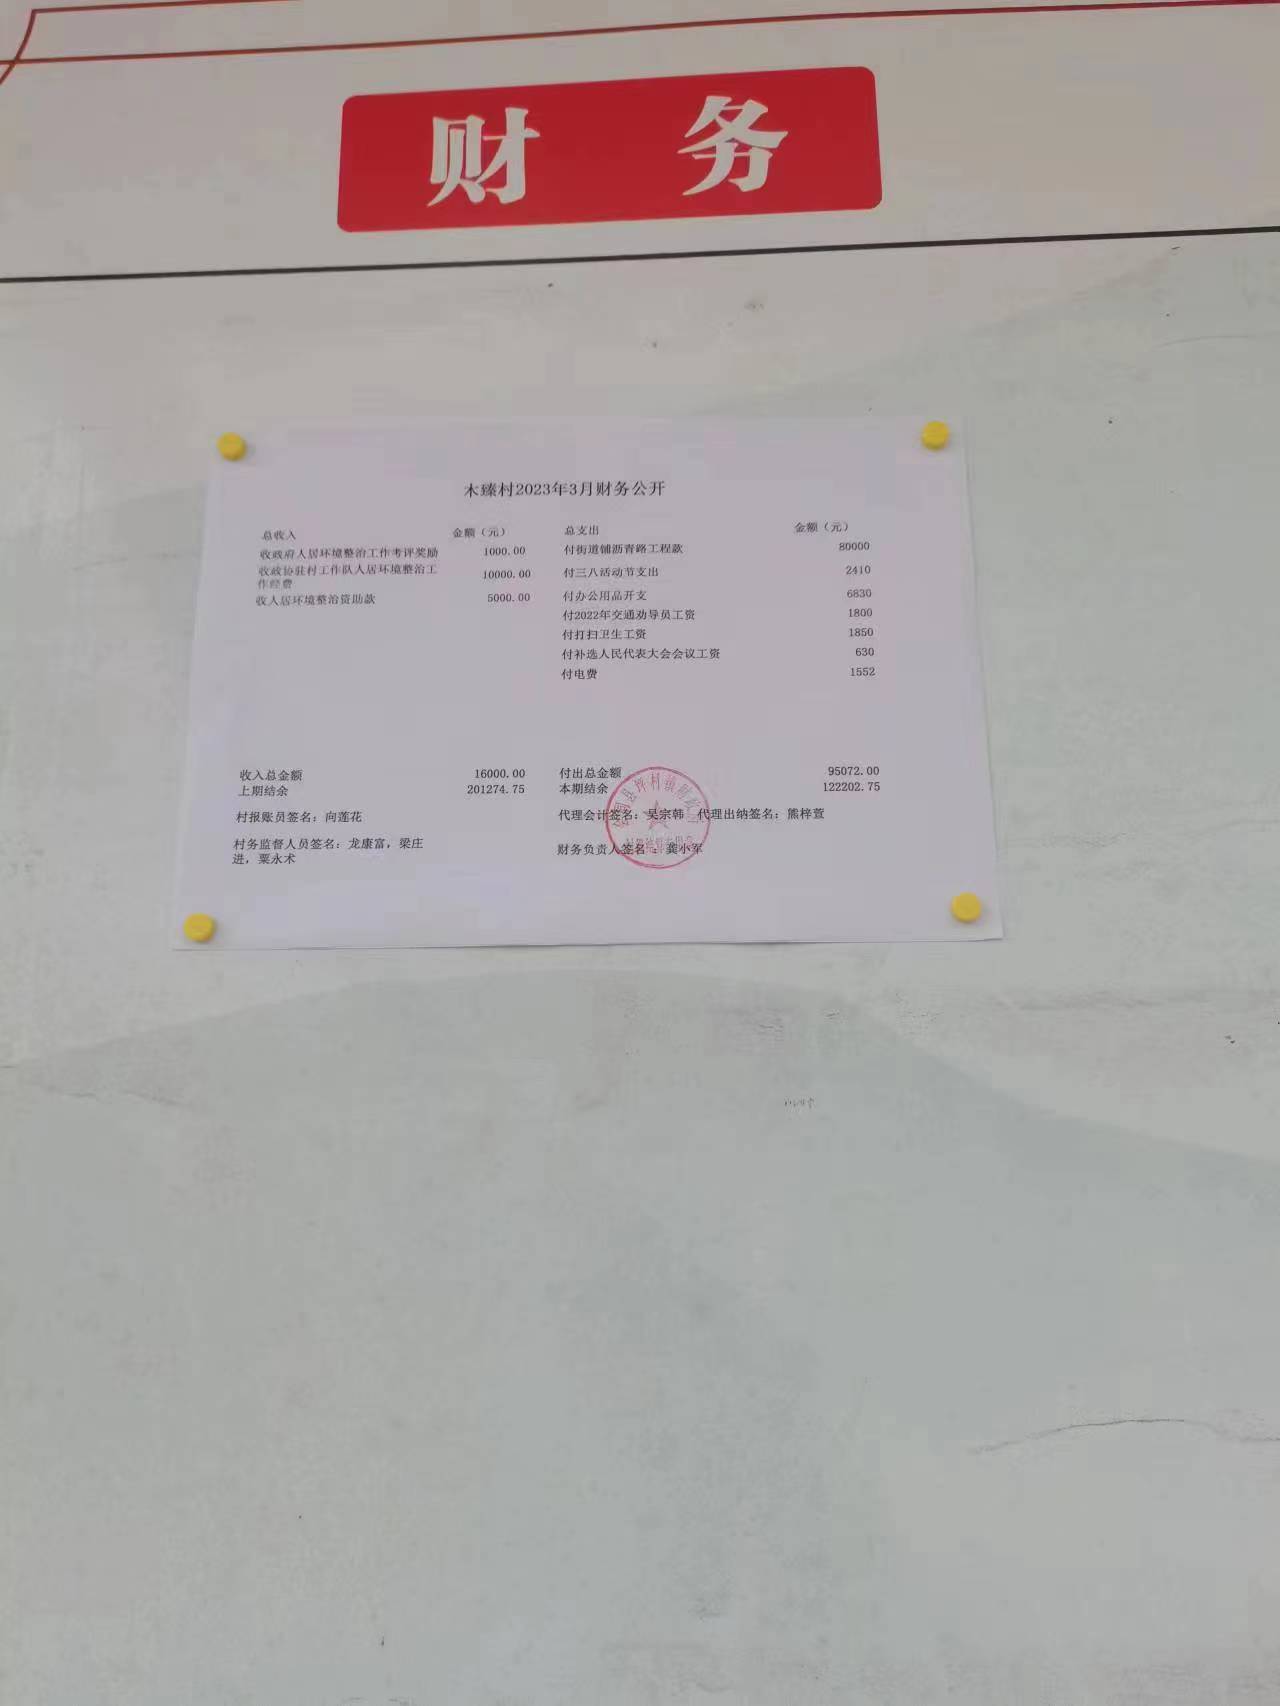 财务
木臻村2023年3月财务公开
总收入 金额（元） 总支出 金额（元）
收政府人居环境整治工作考评奖励 1000.00 付街道铺沥青路工程款 80000
收政协驻村工作队人居环境整治工
作经费 10000.00 付三八活动节支出 2410
收人居环境整治资助款 5000.00 付办公用品开支 6830
付2022年交通劝导员工资 1800
付打扫卫生工资 1850
付补选人民代表大会会议工资 630
付电费 1552
收入总金额 16000.00 付出总金额 95072.00
上期结余 201274.75 本期结余 122202.75
村报账员签名：向莲花 代理会计签名：吴宗韩 代理出纳签名：熊梓萱
村务监督人员签名：龙康富，梁庄
进，粟永术 财务负责人签名：龚小军
县坪村镇财政